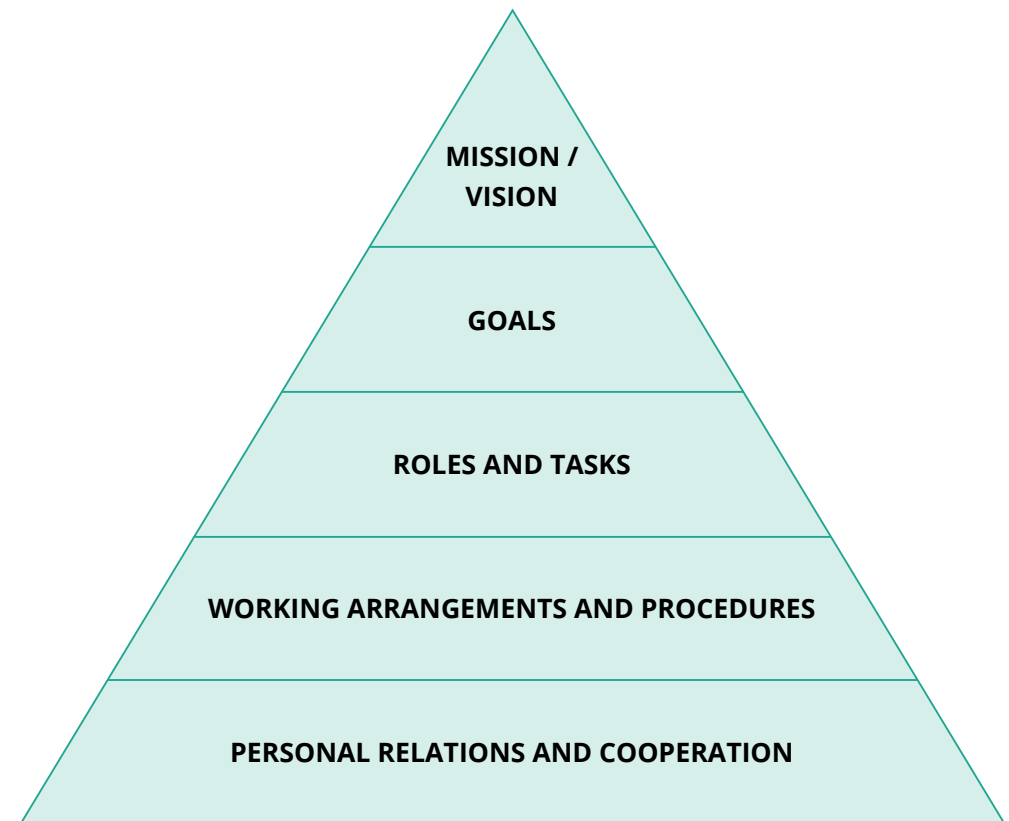 MISSION /
VISION
GOALS
ROLES AND TASKS
WORKING ARRANGEMENTS AND PROCEDURES
PERSONAL RELATIONS AND COOPERATION